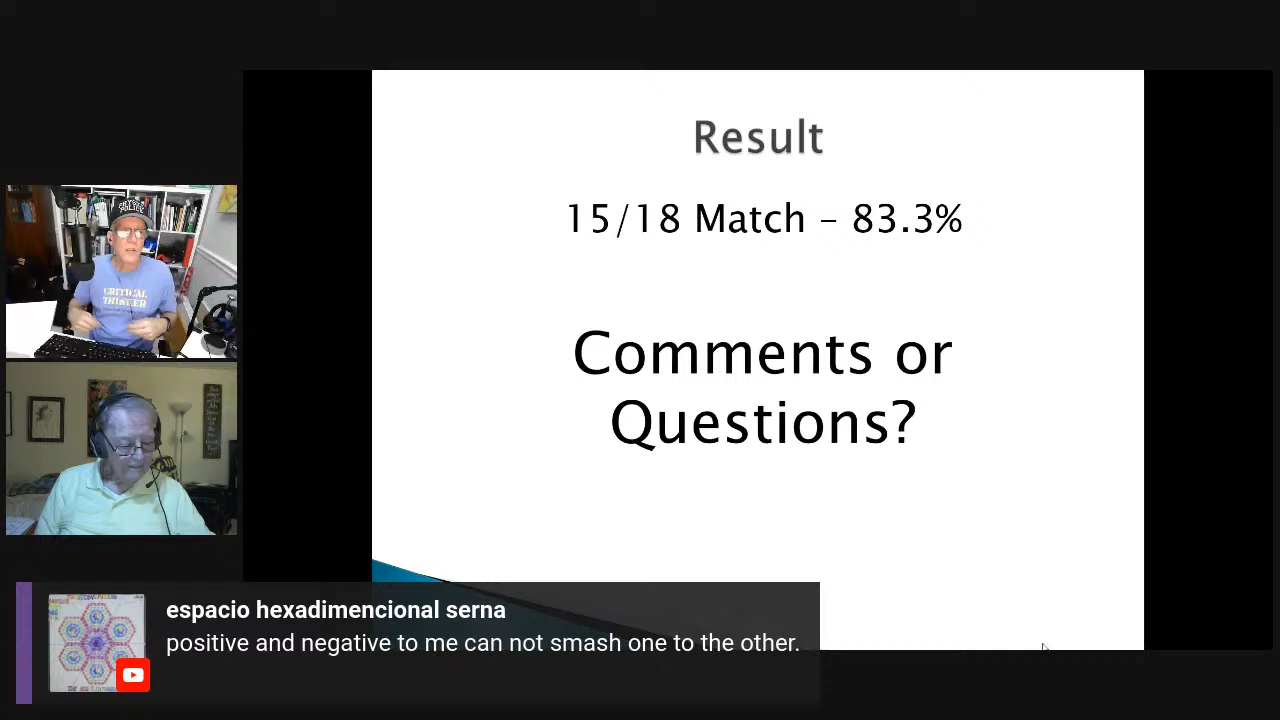 Result
15/18 Match – 83.3%
Comments or
Questions?
CRITICAL
THINKER
espacio hexadimencional serna
positive and negative to me can not smash one to the other.